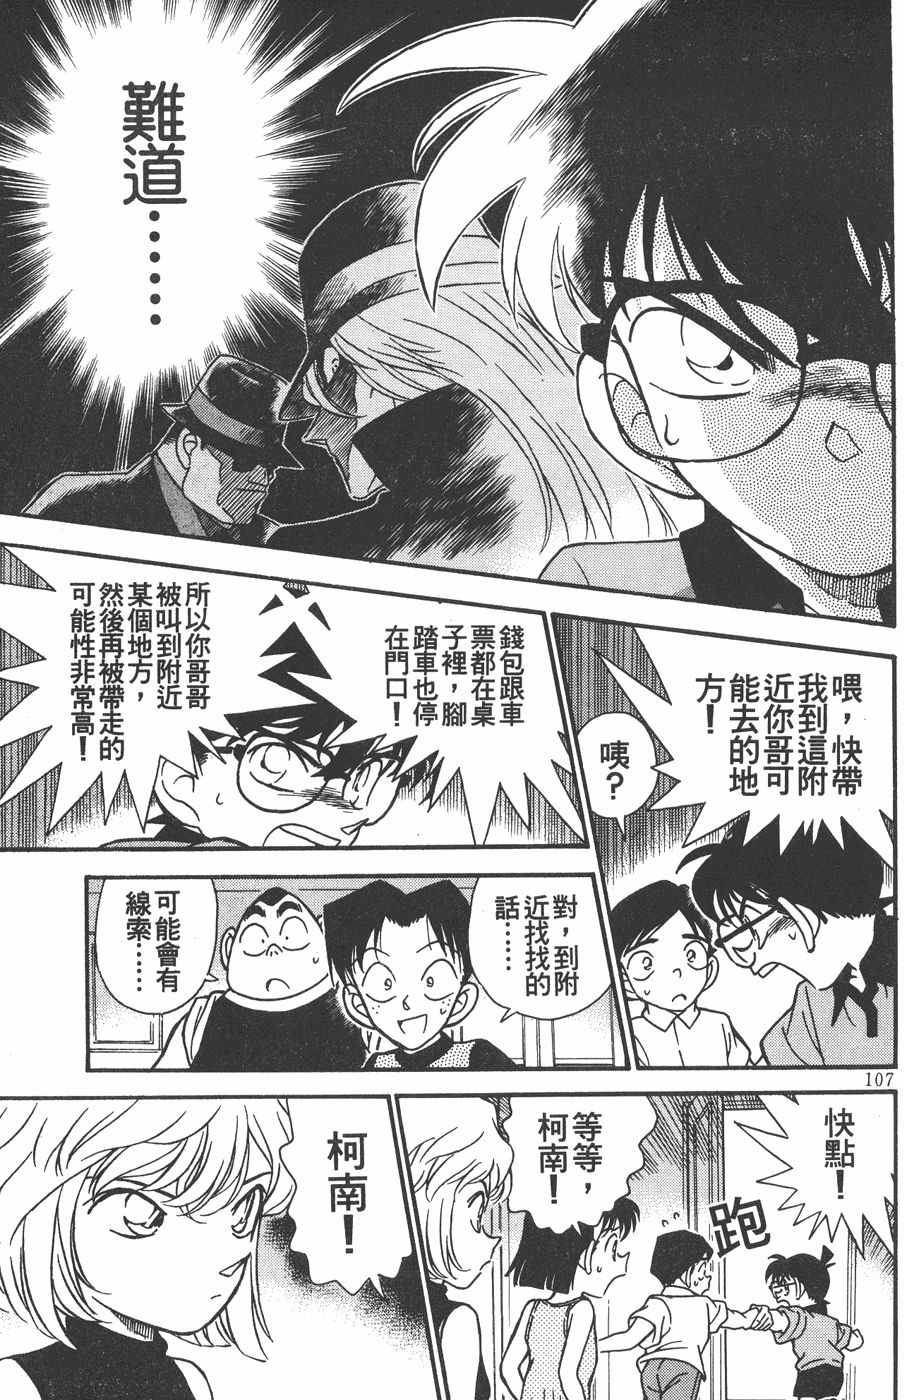 難道⋯⋯
喂，快帶
我到這附
近你哥可
能去的地
方！
咦？
錢包跟車
票都在桌
子裡，腳
踏車也停
在門口！
所以你哥哥
被叫到附近
某個地方，
然後再被帶走的
可能性非常高！
對，到附
近找找的
話⋯⋯
可能會有
線索⋯⋯
107
快點！
跑
等等，
柯南！
柯南！